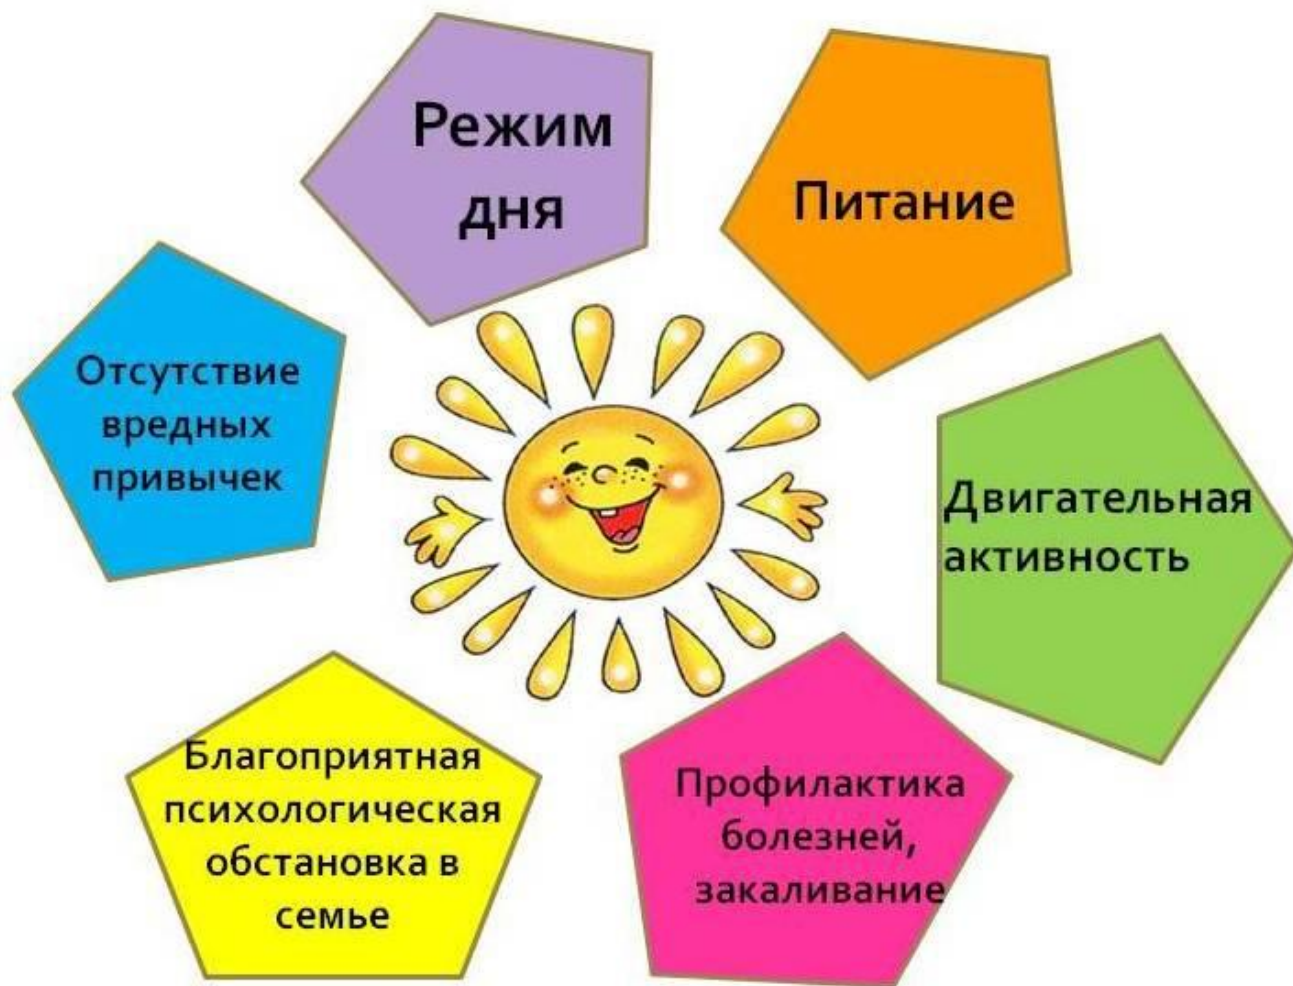 Режим
дня
Питание
Отсутствие
вредных
привычек
Двигательная
активность
Благоприятная
психологическая
обстановка в
семье
Профилактика
болезней,
закаливание